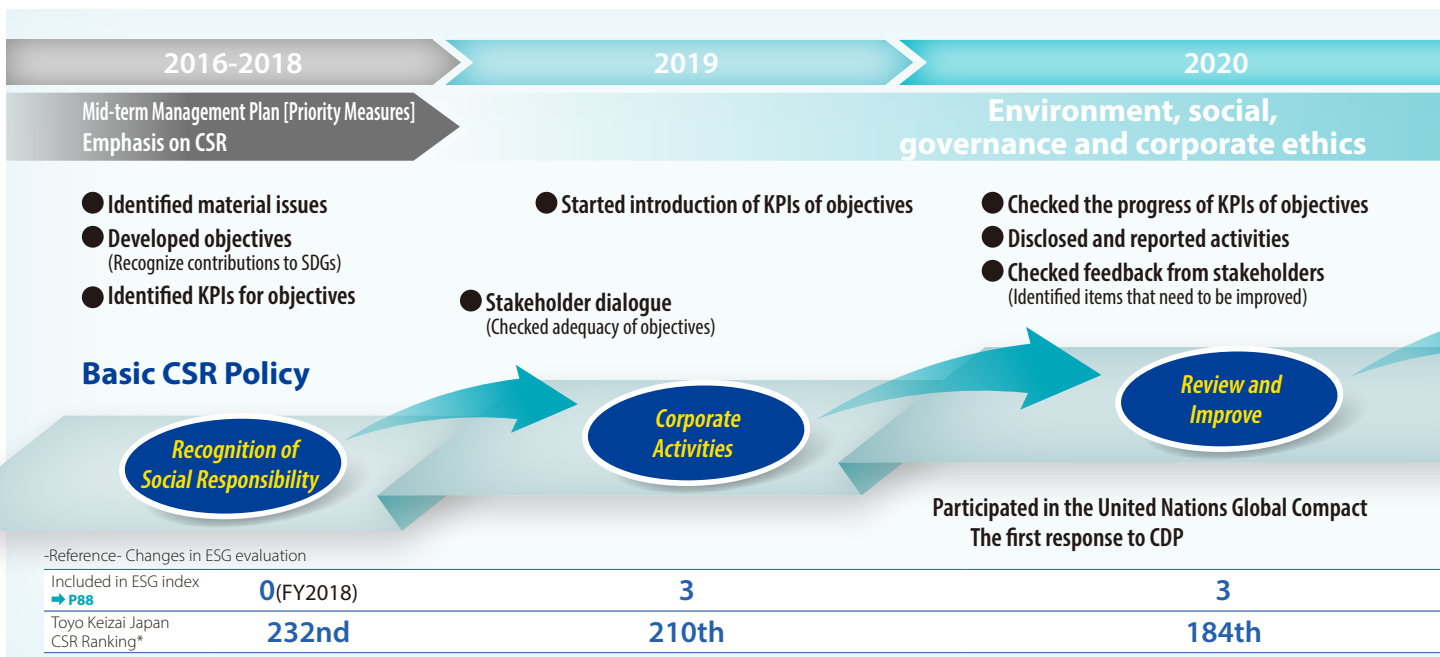 2016-2018
2019
2020
Mid-term Management Plan [Priority Measures]
Emphasis on CSR
Environment, social,
governance and corporate ethics
● Identified material issues
● Developed objectives
(Recognize contributions to SDGs)
● Identified KPIs for objectives
● Started introduction of KPIs of objectives
● Stakeholder dialogue
(Checked adequacy of objectives)
● Checked the progress of KPIs of objectives
● Disclosed and reported activities
● Checked feedback from stakeholders
(Identified items that need to be improved)
Basic CSR Policy
Recognition of
Social Responsibility
Corporate
Activities
Review and
Improve
Participated in the United Nations Global Compact
The first response to CDP
-Reference- Changes in ESG evaluation
Included in ESG index
➡ P88
0(FY2018)
3
3
Toyo Keizai Japan
CSR Ranking*
232nd
210th
184th